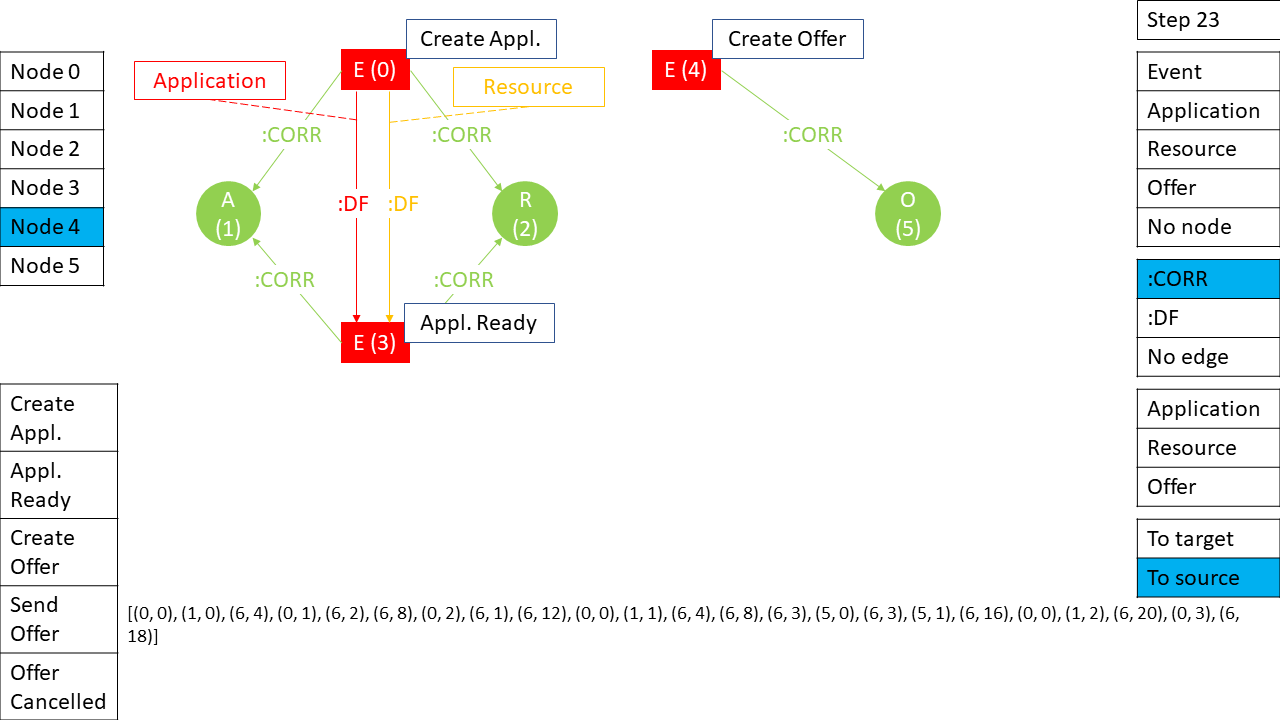 Node 0
Node 1
Node 2
Node 3
Node 4
Node 5
Create Appl.
E (0)
Application
Resource
:CORR
:CORR
A
(1)
:DF
:DF
R
(2)
:CORR
:CORR
Appl. Ready
E (3)
Create Offer
E (4)
:CORR
O
(5)
Step 23
Event
Application
Resource
Offer
No node
:CORR
:DF
No edge
Application
Resource
Offer
To target
To source
Create
Appl.
Appl.
Ready
Create
Offer
Send
Offer
Offer
Cancelled
[(0, 0), (1, 0), (6, 4), (0, 1), (6, 2), (6, 8), (0, 2), (6, 1), (6, 12), (0, 0), (1, 1), (6, 4), (6, 8), (6, 3), (5, 0), (6, 3), (5, 1), (6, 16), (0, 0), (1, 2), (6, 20), (0, 3), (6,
18)]